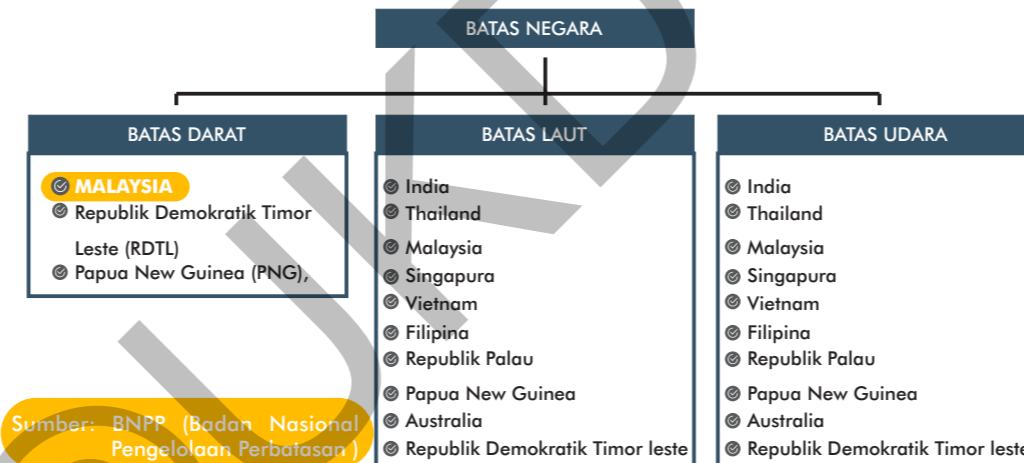 BATAS NEGARA
BATAS DARAT
MALAYSIA
Republik Demokratik Timor
Leste (RDTL)
Papua New Guinea (PNG),
BATAS LAUT
India
Thailand
Malaysia
Singapura
Vietnam
Filipina
Republik Palau
Papua New Guinea
Australia
Republik Demokratik Timor leste
BATAS UDARA
India
Thailand
Malaysia
Singapura
Vietnam
Filipina
Republik Palau
Papua New Guinea
Australia
Republik Demokratik Timor leste
Sumber: BNPP (Badan Nasional
Pengelolaan Perbatasan )